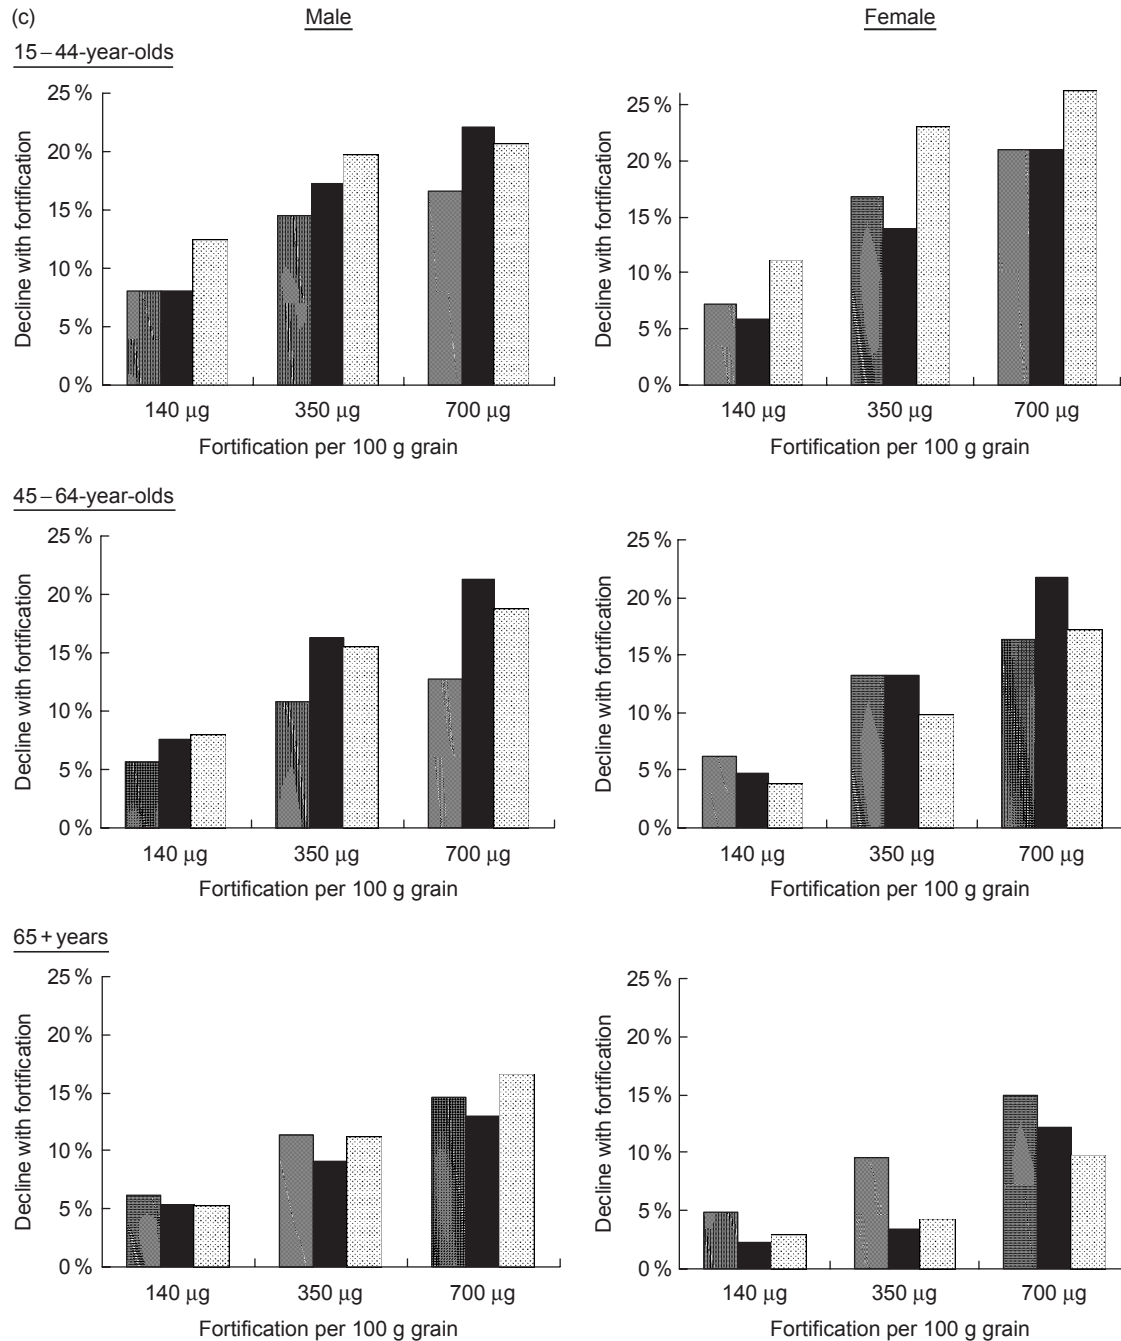 (c)
Male
Female
15–44-year-olds
Decline with fortification
25 %
20 %
15 %
10 %
5 %
0 %
140 µg
350 µg
700 µg
Fortification per 100 g grain
Decline with fortification
25 %
20 %
15 %
10 %
5 %
0 %
140 µg
350 µg
700 µg
Fortification per 100 g grain
45–64-year-olds
Decline with fortification
25 %
20 %
15 %
10 %
5 %
0 %
140 µg
350 µg
700 µg
Fortification per 100 g grain
Decline with fortification
25 %
20 %
15 %
10 %
5 %
0 %
140 µg
350 µg
700 µg
Fortification per 100 g grain
65+years
Decline with fortification
25 %
20 %
15 %
10 %
5 %
0 %
140 µg
350 µg
700 µg
Fortification per 100 g grain
Decline with fortification
25 %
20 %
15 %
10 %
5 %
0 %
140 µg
350 µg
700 µg
Fortification per 100 g grain